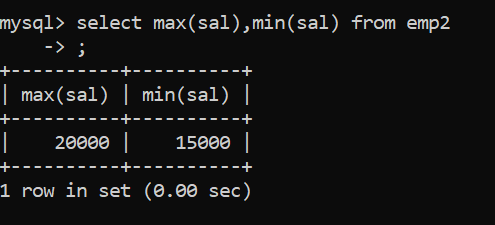 mysql> select max(sal),min(sal) from emp2
    -> ;
+----------+----------+
| max(sal) | min(sal) |
+----------+----------+
|    20000 |    15000 |
+----------+----------+
1 row in set (0.00 sec)